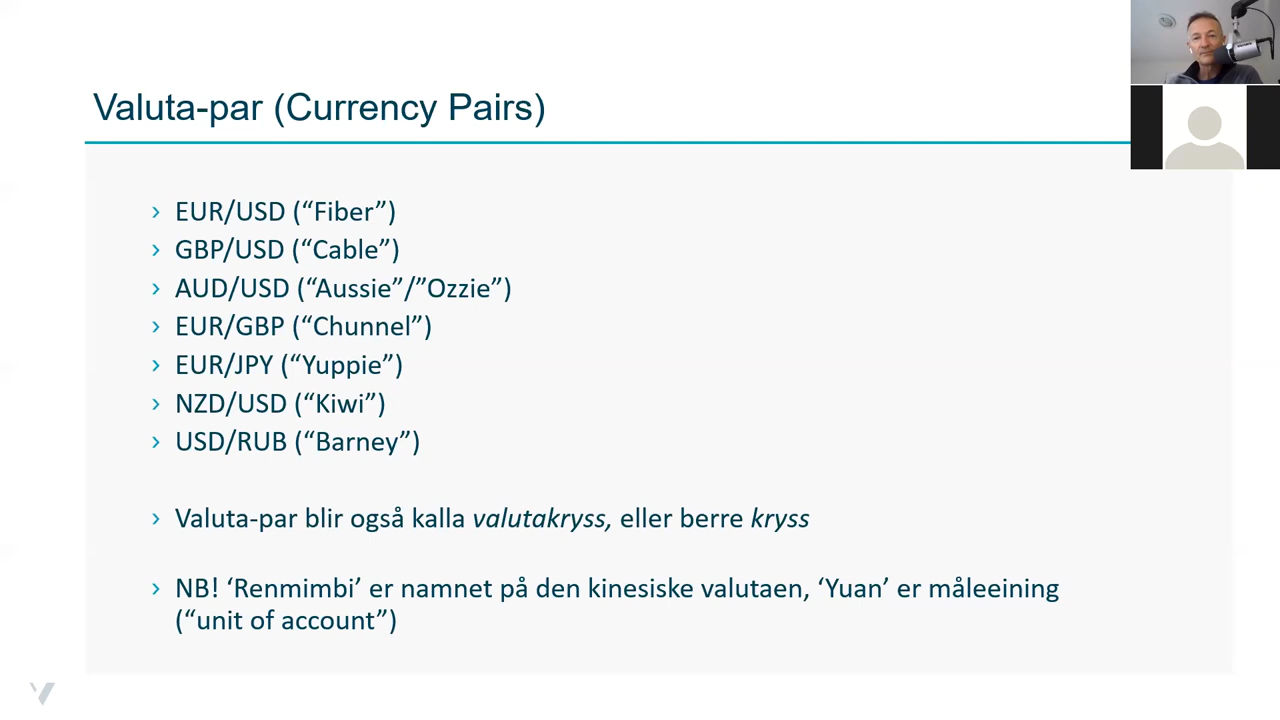 Valuta-par (Currency Pairs)
› EUR/USD (“Fiber”)
› GBP/USD (“Cable”)
› AUD/USD (“Aussie”/”Ozzie”)
› EUR/GBP (“Chunnel”)
› EUR/JPY (“Yuppie”)
› NZD/USD (“Kiwi”)
› USD/RUB (“Barney”)
› Valuta-par blir også kalla valutakryss, eller berre kryss
› NB! ‘Renmimbi’ er namnet på den kinesiske valutaen, ‘Yuan’ er måleeining
(“unit of account”)